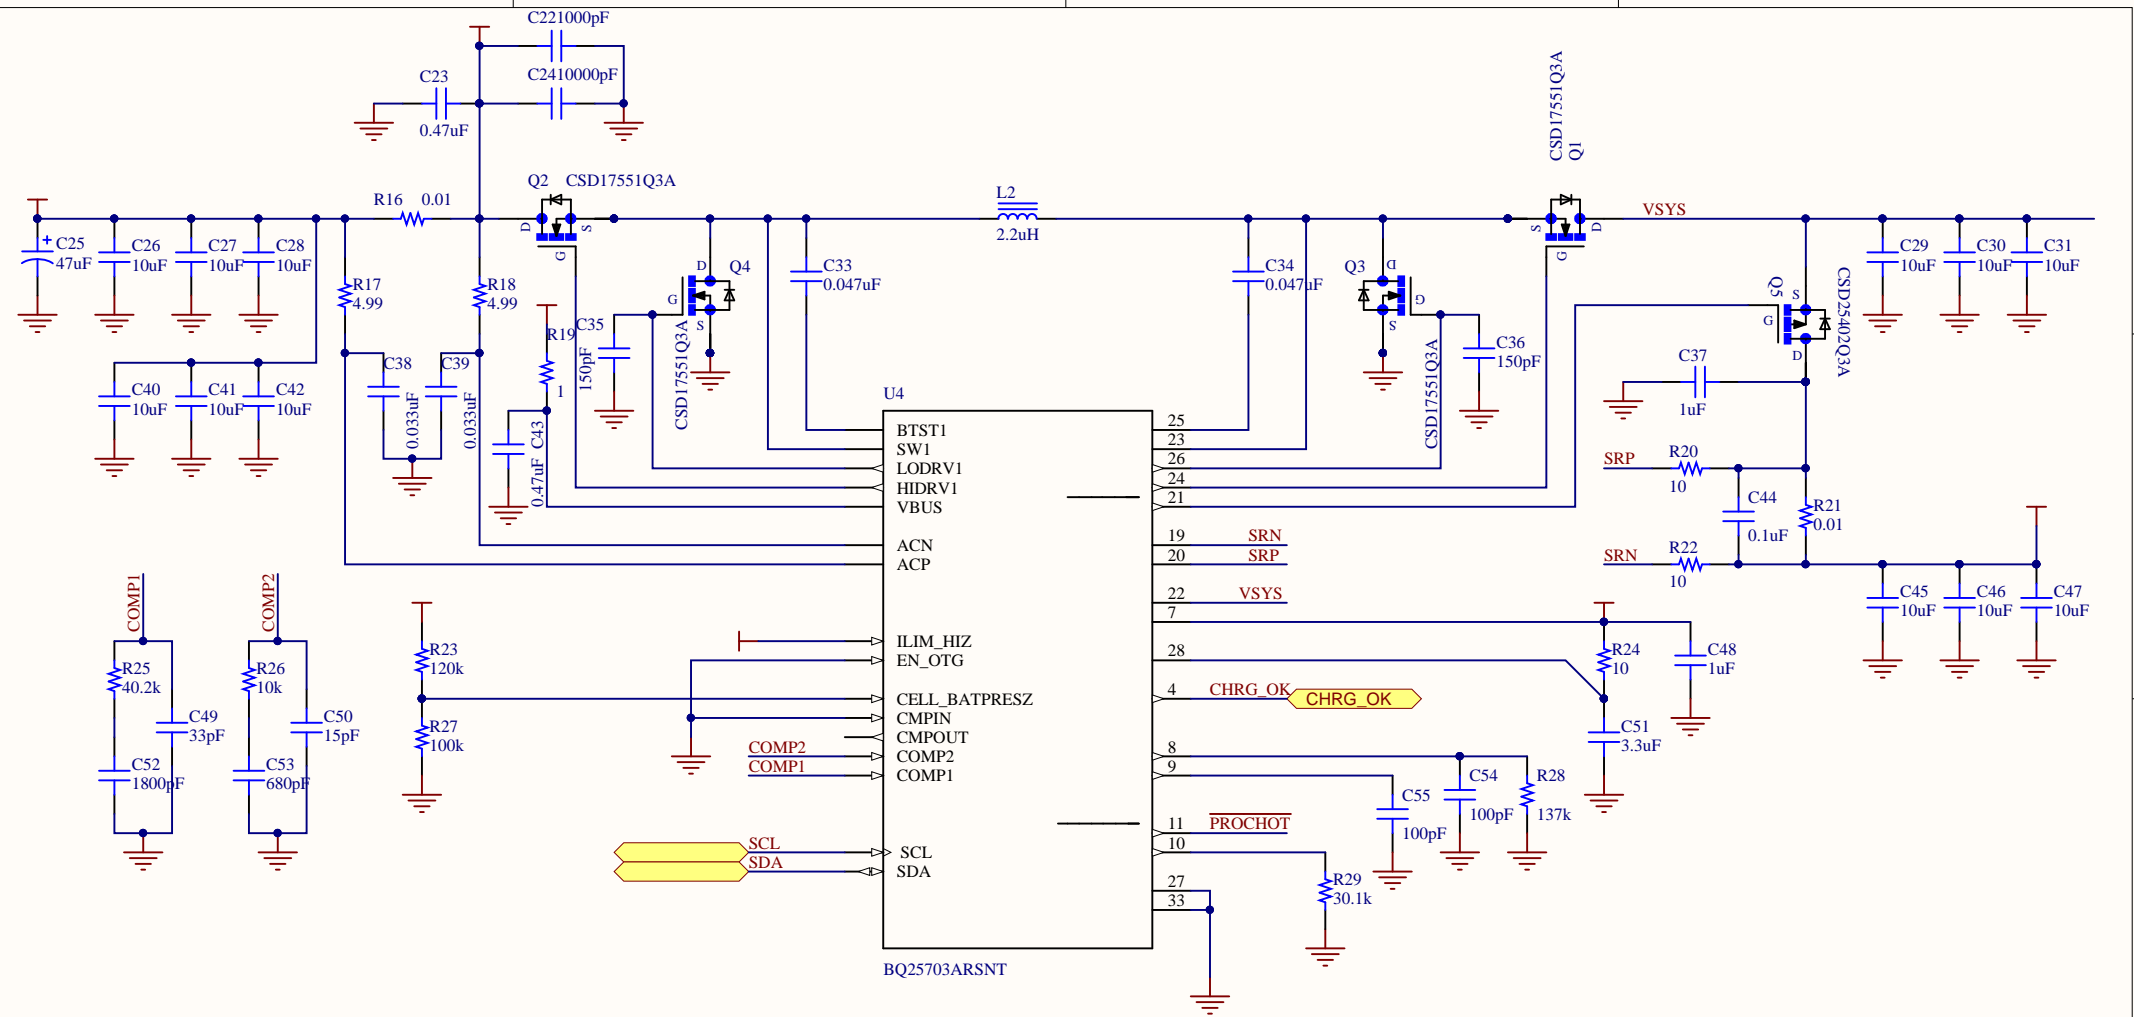 C221000pF
C23
C2410000pF
0.47uF
CSD17551Q3A
Q1
R16 0.01
Q2 CSD17551Q3A
D
S
G
L2
2.2uH
S
D
G
VSYS
C25
47uF
C26
10uF
C27
10uF
C28
10uF
R17
4.99
R18
4.99
D
Q4
G
S
CSD17551Q3A
C33
0.047uF
C34
0.047uF
Q3
D
G
S
CSD17551Q3A
C29
10uF
C30
10uF
C31
10uF
Q5
S
G
D
CSD25402Q3A
R19
1
C35
150pF
C36
150pF
C37
1uF
C38
0.033uF
C39
0.033uF
C40
10uF
C41
10uF
C42
10uF
C43
0.47uF
U4
BTST1
SW1
LODRV1
HIDRV1
VBUS
ACN
ACP
ILIM_HIZ
EN_OTG
CELL_BATPRESZ
CMPIN
CMPOUT
COMP2
COMP1
SCL
SDA
25
23
26
24
21
19
20
22
7
28
4
8
9
11
10
27
33
BQ25703ARSNT
SRN
SRP
VSYS
CHRG_OK
CHRG_OK
PROCHOT
SRP
R20
10
C44
0.1uF
R21
0.01
SRN
R22
10
C45
10uF
C46
10uF
C47
10uF
COMP1
COMP2
R25
40.2k
C49
33pF
C52
1800pF
R26
10k
C50
15pF
C53
680pF
R23
120k
R27
100k
COMP2
COMP1
SCL
SDA
R24
10
C48
1uF
C51
3.3uF
C54
100pF
R28
137k
C55
100pF
R29
30.1k